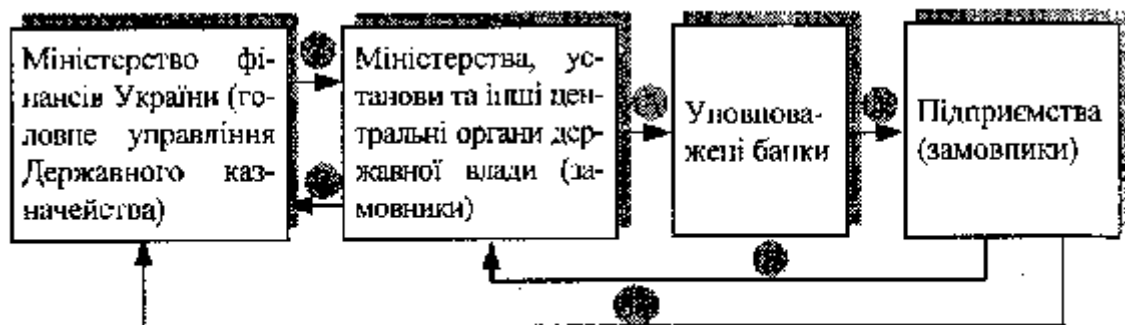 Міністерство фі-
нансів України (го-
ловне управління
Державного каз-
начейства)
Міністерства, ус-
танови та інші цен-
тральні органи дер-
жавної влади (за-
мовники)
Уповнова-
жені банки
Підприємства
(замовники)